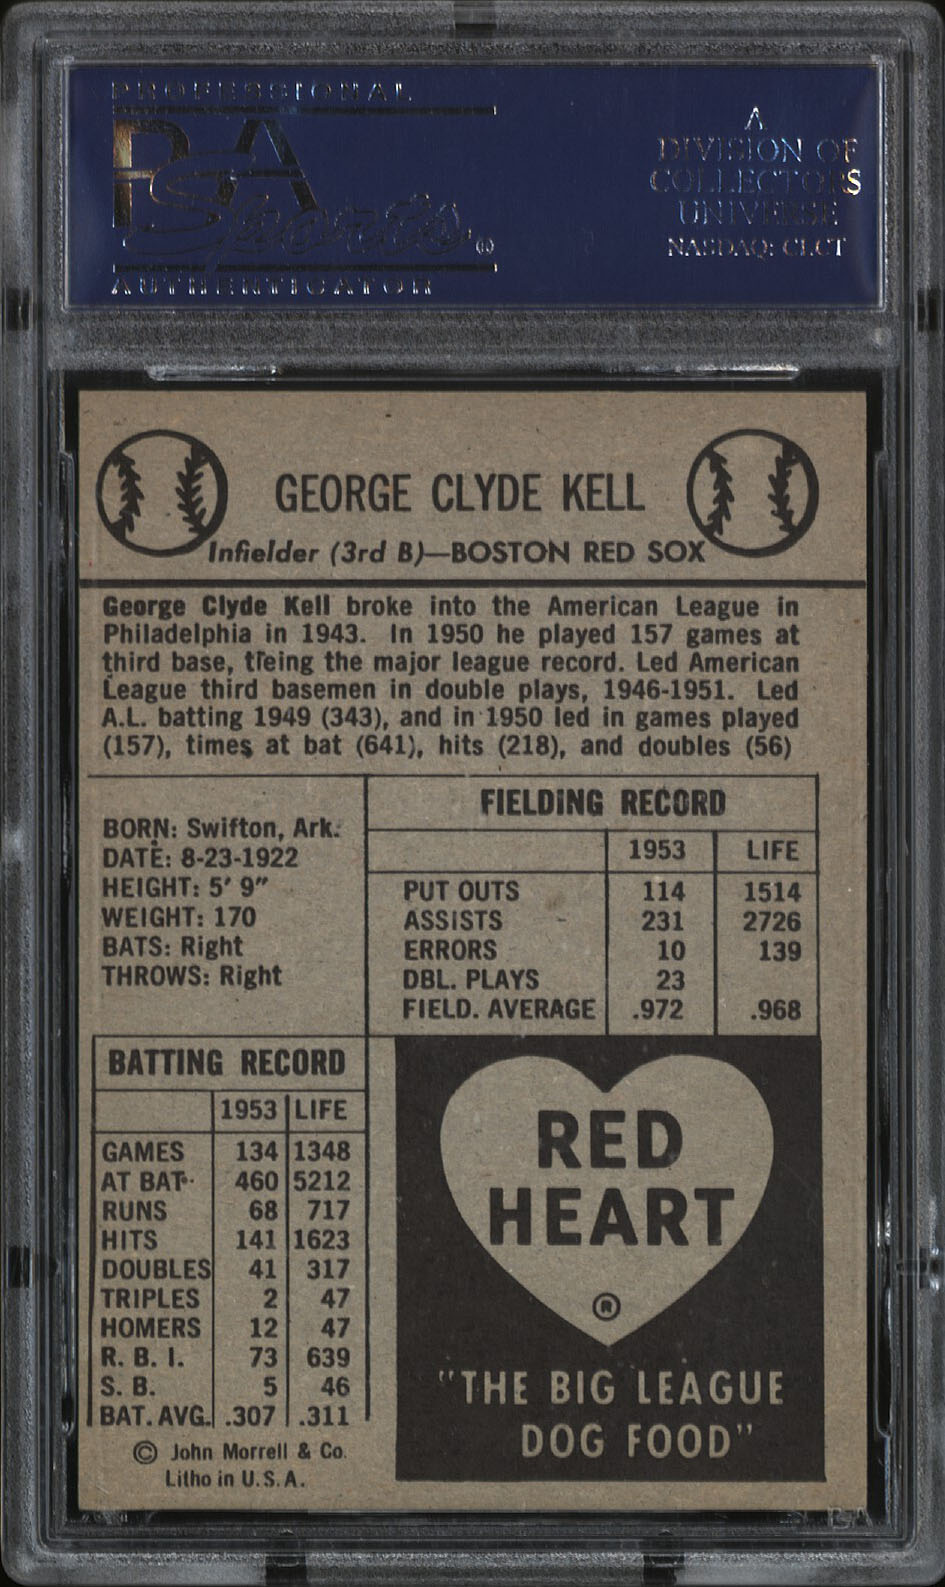 PROFESSIONAL
PSA
Sports ®
AUTHENTICATOR
A
DIVISION OF
COLLECTORS
UNIVERSE
NASDAQ: CLCT
GEORGE CLYDE KELL
Infielder (3rd B)—BOSTON RED SOX
George Clyde Kell broke into the American League in
Philadelphia in 1943. In 1950 he played 157 games at
third base, tieing the major league record. Led American
League third basemen in double plays, 1946-1951. Led
A.L. batting 1949 (343), and in 1950 led in games played
(157), times at bat (641), hits (218), and doubles (56)
BORN: Swifton, Ark.
DATE: 8-23-1922
HEIGHT: 5' 9"
WEIGHT: 170
BATS: Right
THROWS: Right
FIELDING RECORD
1953 LIFE
PUT OUTS 114 1514
ASSISTS 231 2726
ERRORS 10 139
DBL. PLAYS 23
FIELD. AVERAGE .972 .968
BATTING RECORD
1953 LIFE
GAMES 134 1348
AT BAT 460 5212
RUNS 68 717
HITS 141 1623
DOUBLES 41 317
TRIPLES 2 47
HOMERS 12 47
R. B. I. 73 639
S. B. 5 46
BAT. AVG. .307 .311
© John Morrell & Co.
Litho in U.S.A.
RED
HEART
®
"THE BIG LEAGUE
DOG FOOD"